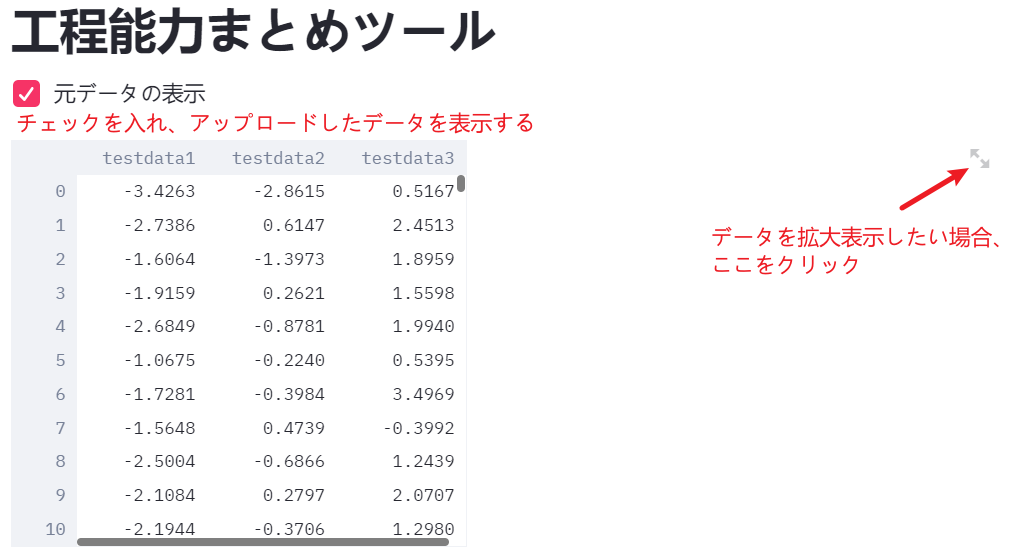 工程能力まとめツール
元データの表示
チェックを入れ、アップロードしたデータを表示する
testdata1 testdata2 testdata3
0 -3.4263 -2.8615 0.5167
1 -2.7386 0.6147 2.4513
2 -1.6064 -1.3973 1.8959
3 -1.9159 0.2621 1.5598
4 -2.6849 -0.8781 1.9940
5 -1.0675 -0.2240 0.5395
6 -1.7281 -0.3984 3.4969
7 -1.5648 0.4739 -0.3992
8 -2.5004 -0.6866 1.2439
9 -2.1084 0.2797 2.0707
10 -2.1944 -0.3706 1.2980
データを拡大表示したい場合、
ここをクリック